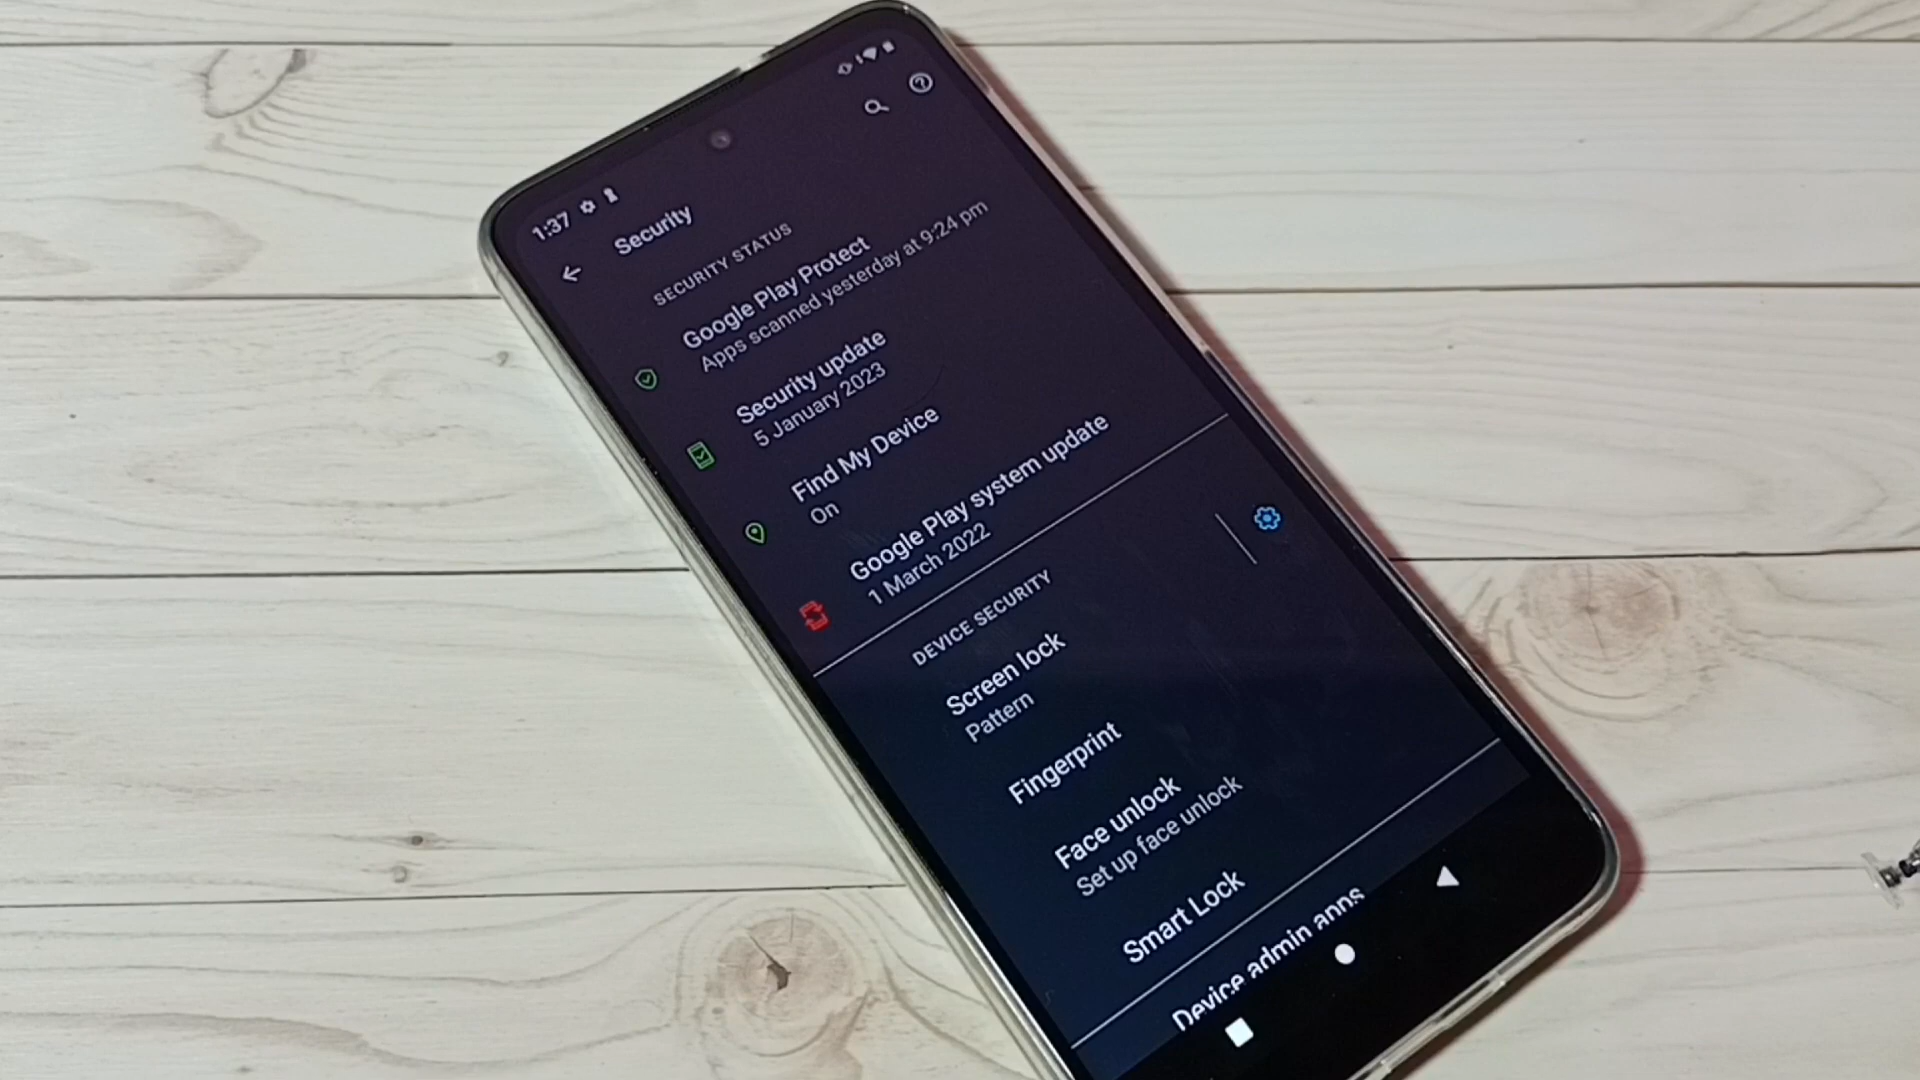 1:37
Security
SECURITY STATUS
Google Play Protect
Apps scanned yesterday at 9:24 pm
Security update
5 January 2023
Find My Device
On
Google Play system update
1 March 2022
DEVICE SECURITY
Screen lock
Pattern
Fingerprint
Face unlock
Set up face unlock
Smart Lock
Device admin apps